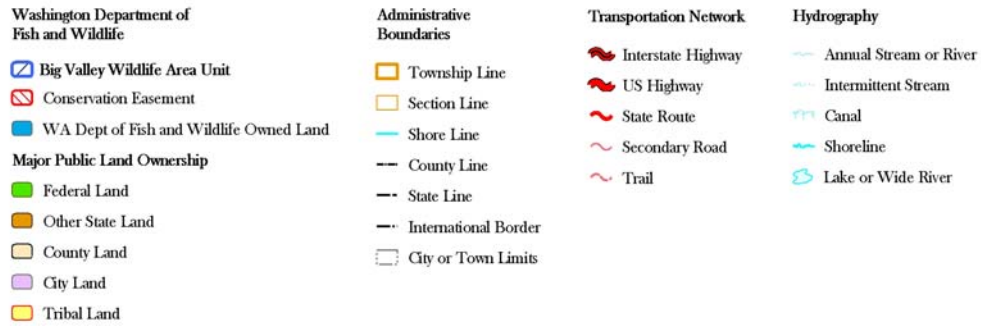 Washington Department of
Fish and Wildlife
Big Valley Wildlife Area Unit
Conservation Easement
WA Dept of Fish and Wildlife Owned Land
Major Public Land Ownership
Federal Land
Other State Land
County Land
City Land
Tribal Land
Administrative
Boundaries
Township Line
Section Line
Shore Line
County Line
State Line
International Border
City or Town Limits
Transportation Network
Interstate Highway
US Highway
State Route
Secondary Road
Trail
Hydrography
Annual Stream or River
Intermittent Stream
Canal
Shoreline
Lake or Wide River